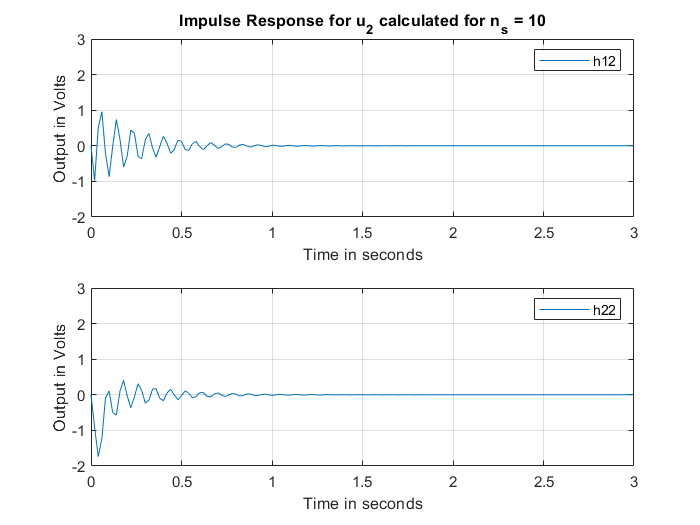 Impulse Response for u2 calculated for ns = 10
3
2
1
0
-1
-2
Output in Volts
h12
0 0.5 1 1.5 2 2.5 3
Time in seconds
3
2
1
0
-1
-2
Output in Volts
h22
0 0.5 1 1.5 2 2.5 3
Time in seconds